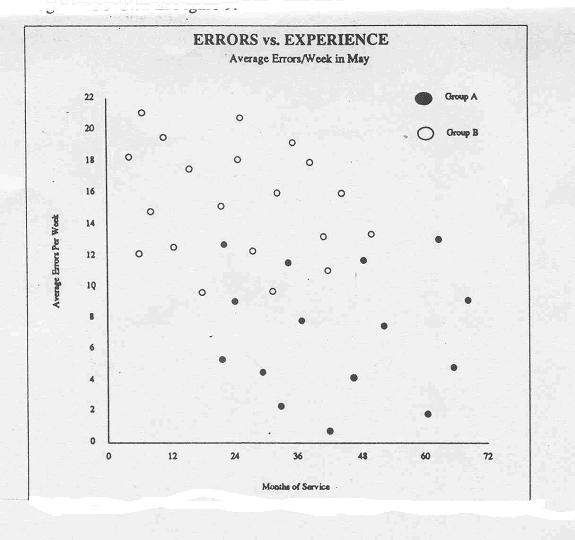 ERRORS vs. EXPERIENCE
Average Errors/Week in May
Group A
Group B
Average Errors Per Week
22
20
18
16
14
12
10
8
6
4
2
0
0 12 24 36 48 60 72
Months of Service